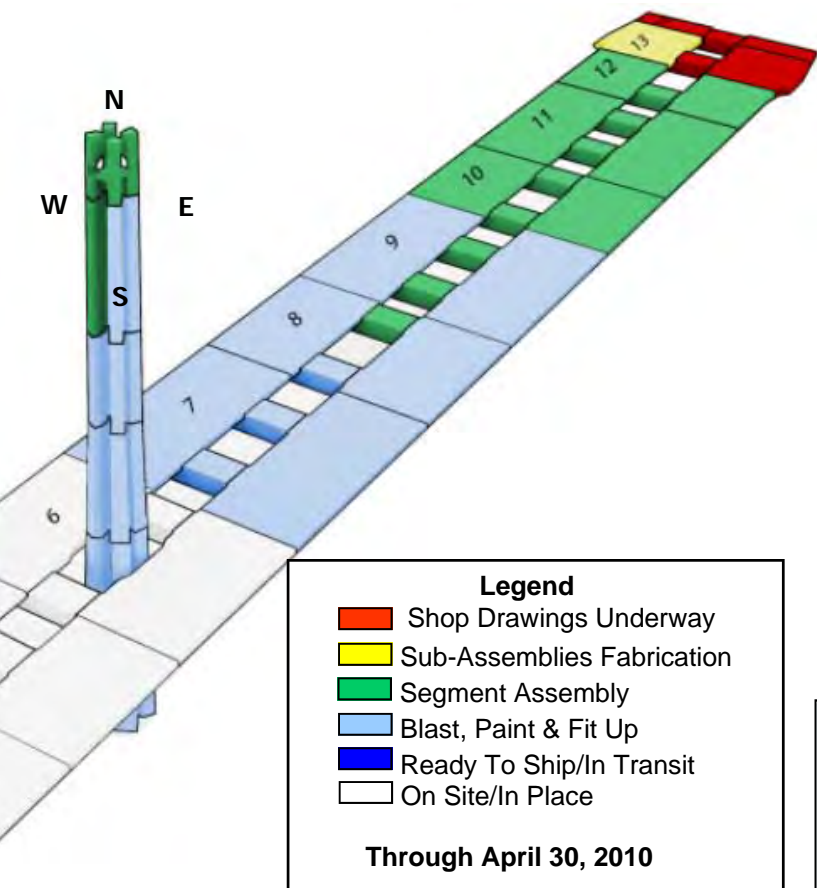 13
12
11
10
9
8
7
6
N
W
E
S
Legend
Shop Drawings Underway
Sub-Assemblies Fabrication
Segment Assembly
Blast, Paint & Fit Up
Ready To Ship/In Transit
On Site/In Place
Through April 30, 2010